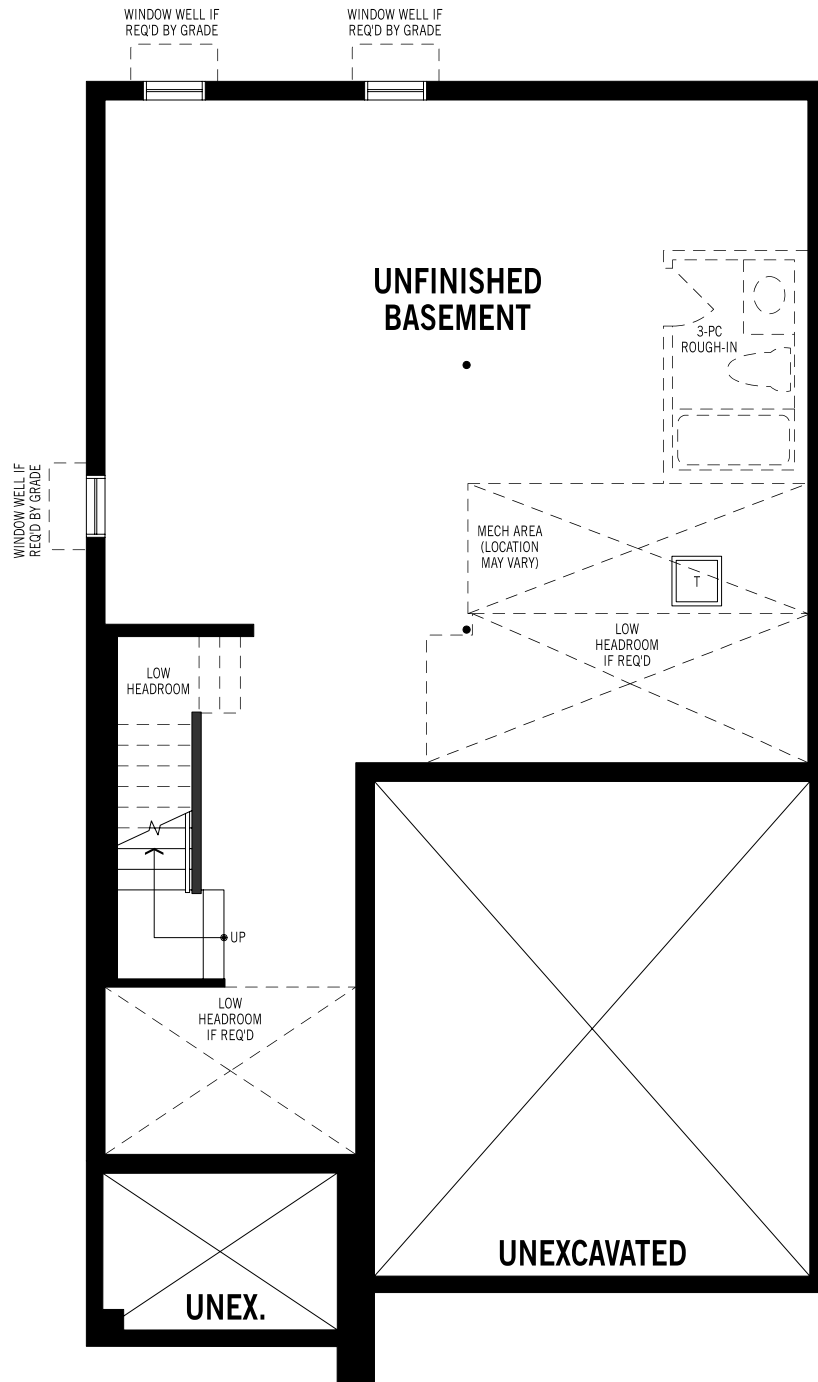 WINDOW WELL IF
REQ'D BY GRADE
WINDOW WELL IF
REQ'D BY GRADE
UNFINISHED
BASEMENT
3-PC
ROUGH-IN
WINDOW WELL IF
REQ'D BY GRADE
MECH AREA
(LOCATION
MAY VARY)
T
LOW
HEADROOM
IF REQ'D
LOW
HEADROOM
UP
LOW
HEADROOM
IF REQ'D
UNEXCAVATED
UNEX.